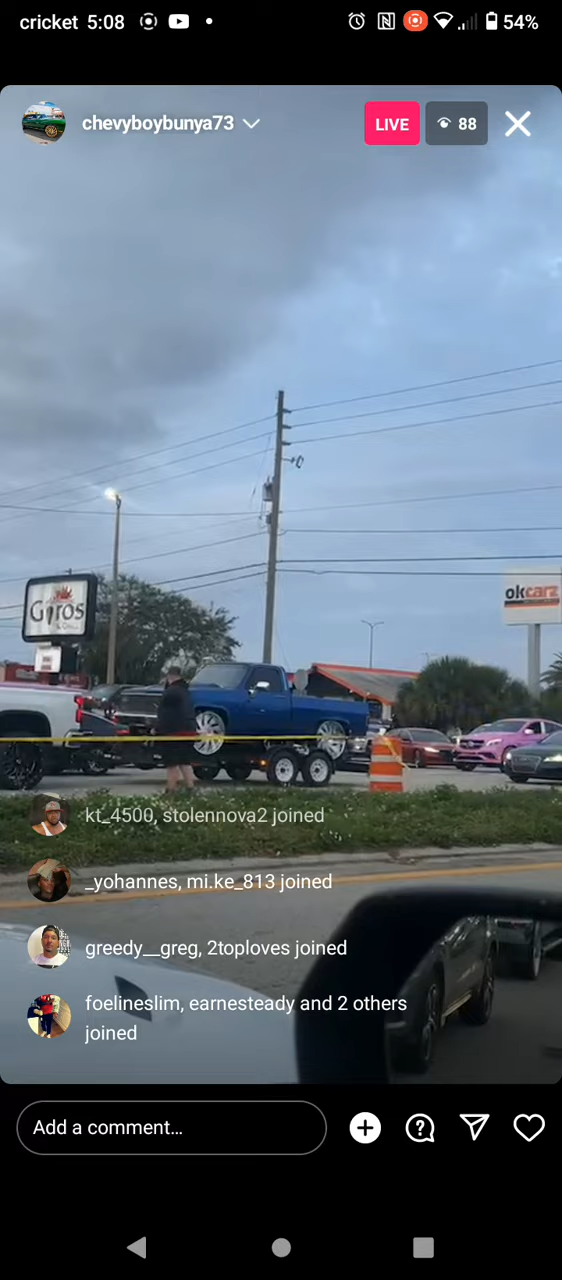 cricket 5:08
54%
chevyboybunya73
LIVE
88
Gyros
okcarz
kt_4500, stolennova2 joined
_yohannes, mi.ke_813 joined
greedy__greg, 2toploves joined
foelineslim, earnesteady and 2 others
joined
Add a comment...